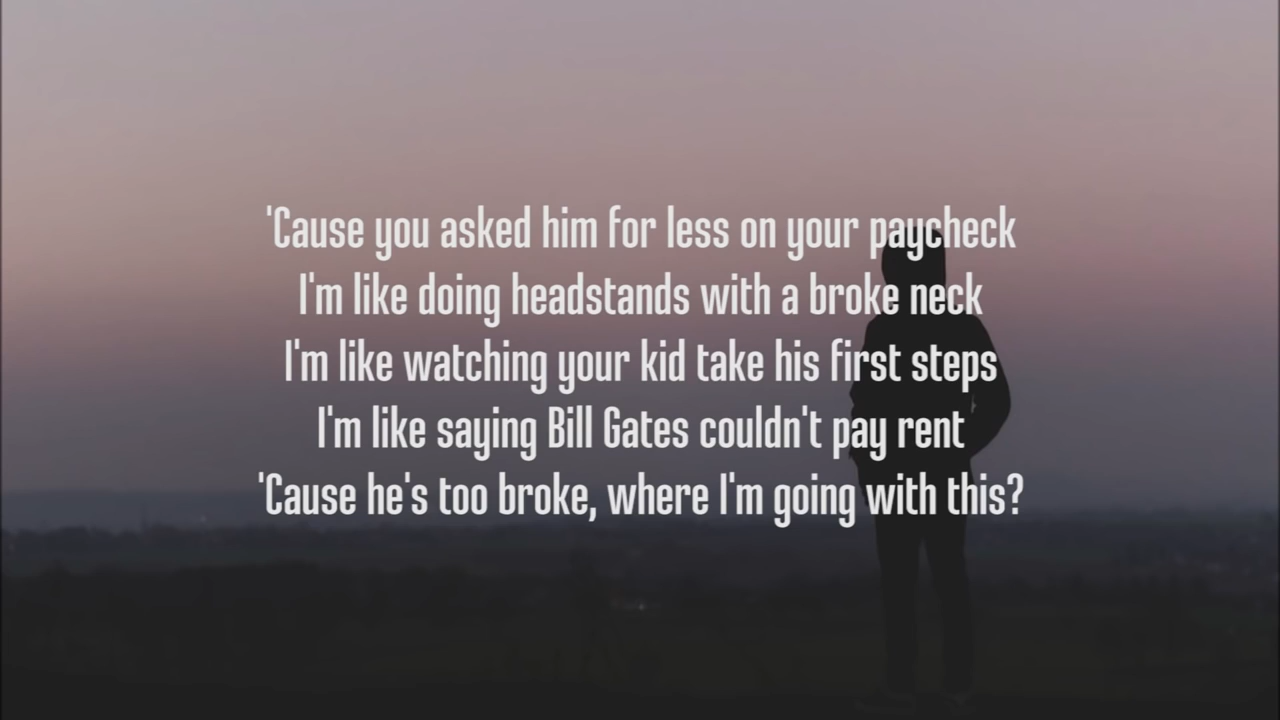 'Cause you asked him for less on your paycheck
I'm like doing headstands with a broke neck
I'm like watching your kid take his first steps
I'm like saying Bill Gates couldn't pay rent
'Cause he's too broke, where I'm going with this?